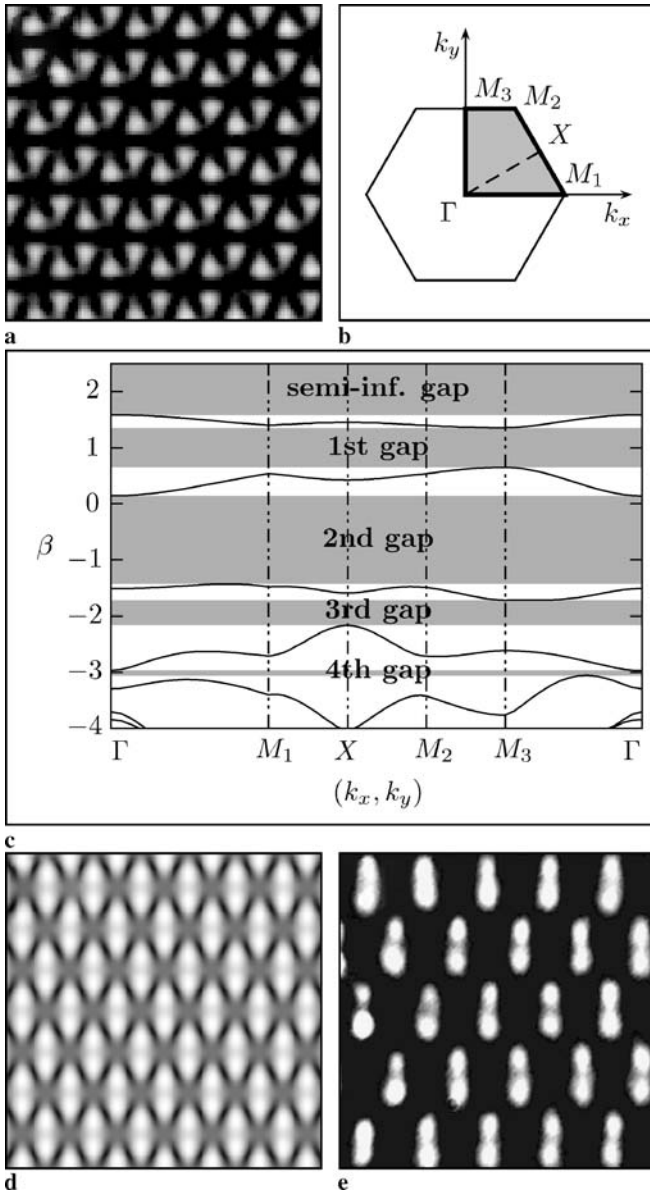 k_y
M_3
M_2
X
M_1
Γ
k_x
a
b
2
semi-inf. gap
1
1st gap
0
β
2nd gap
−1
−2
3rd gap
−3
4th gap
−4
Γ M_1 X M_2 M_3 Γ
(k_x, k_y)
c
d
e